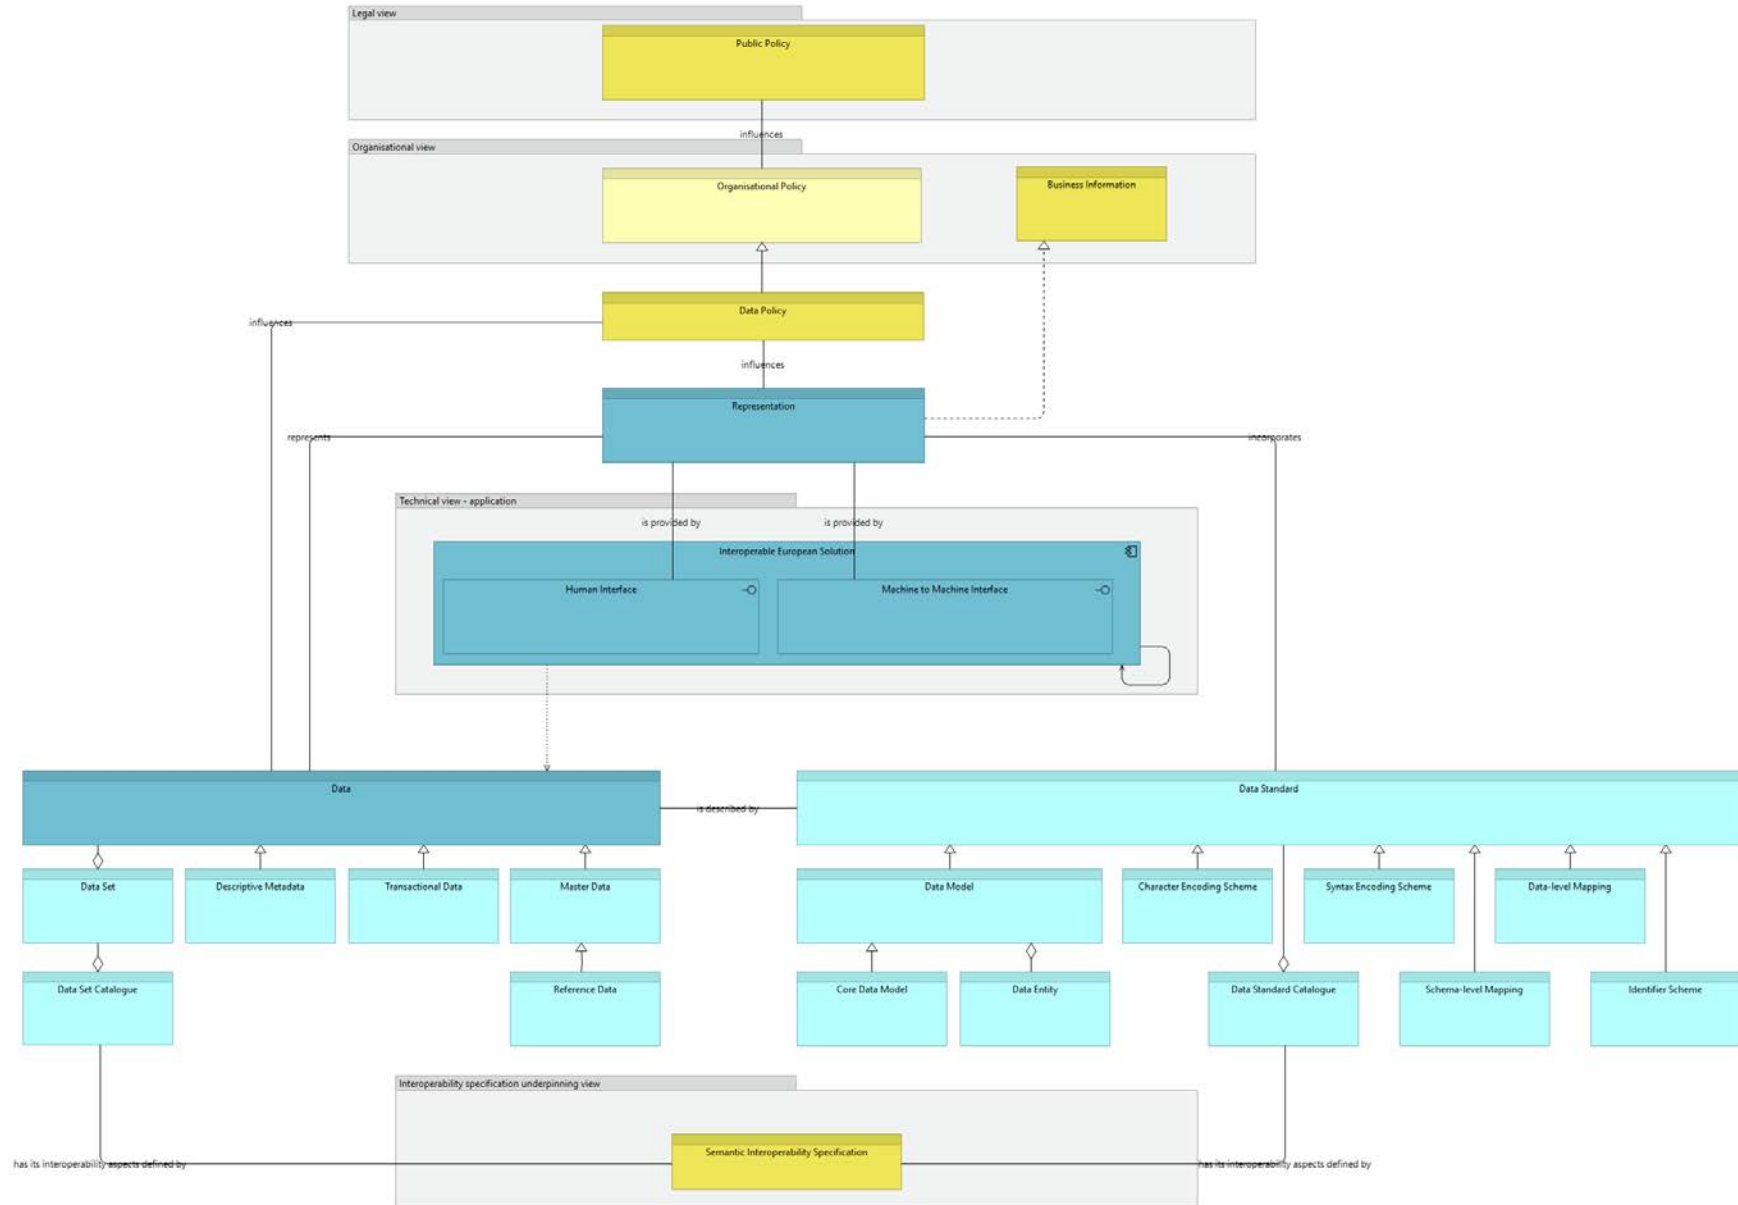 Legal view
Public Policy
influences
Organisational view
Organisational Policy
Business Information
Data Policy
influences
influences
Representation
represents
incorporates
Technical view - application
is provided by
is provided by
Interoperable European Solution
Human Interface
Machine to Machine Interface
Data
Data Standard
is described by
Data Set
Descriptive Metadata
Transactional Data
Master Data
Data Model
Character Encoding Scheme
Syntax Encoding Scheme
Data-level Mapping
Data Set Catalogue
Reference Data
Core Data Model
Data Entity
Data Standard Catalogue
Schema-level Mapping
Identifier Scheme
Interoperability specification underpinning view
Semantic Interoperability Specification
has its interoperability aspects defined by
has its interoperability aspects defined by